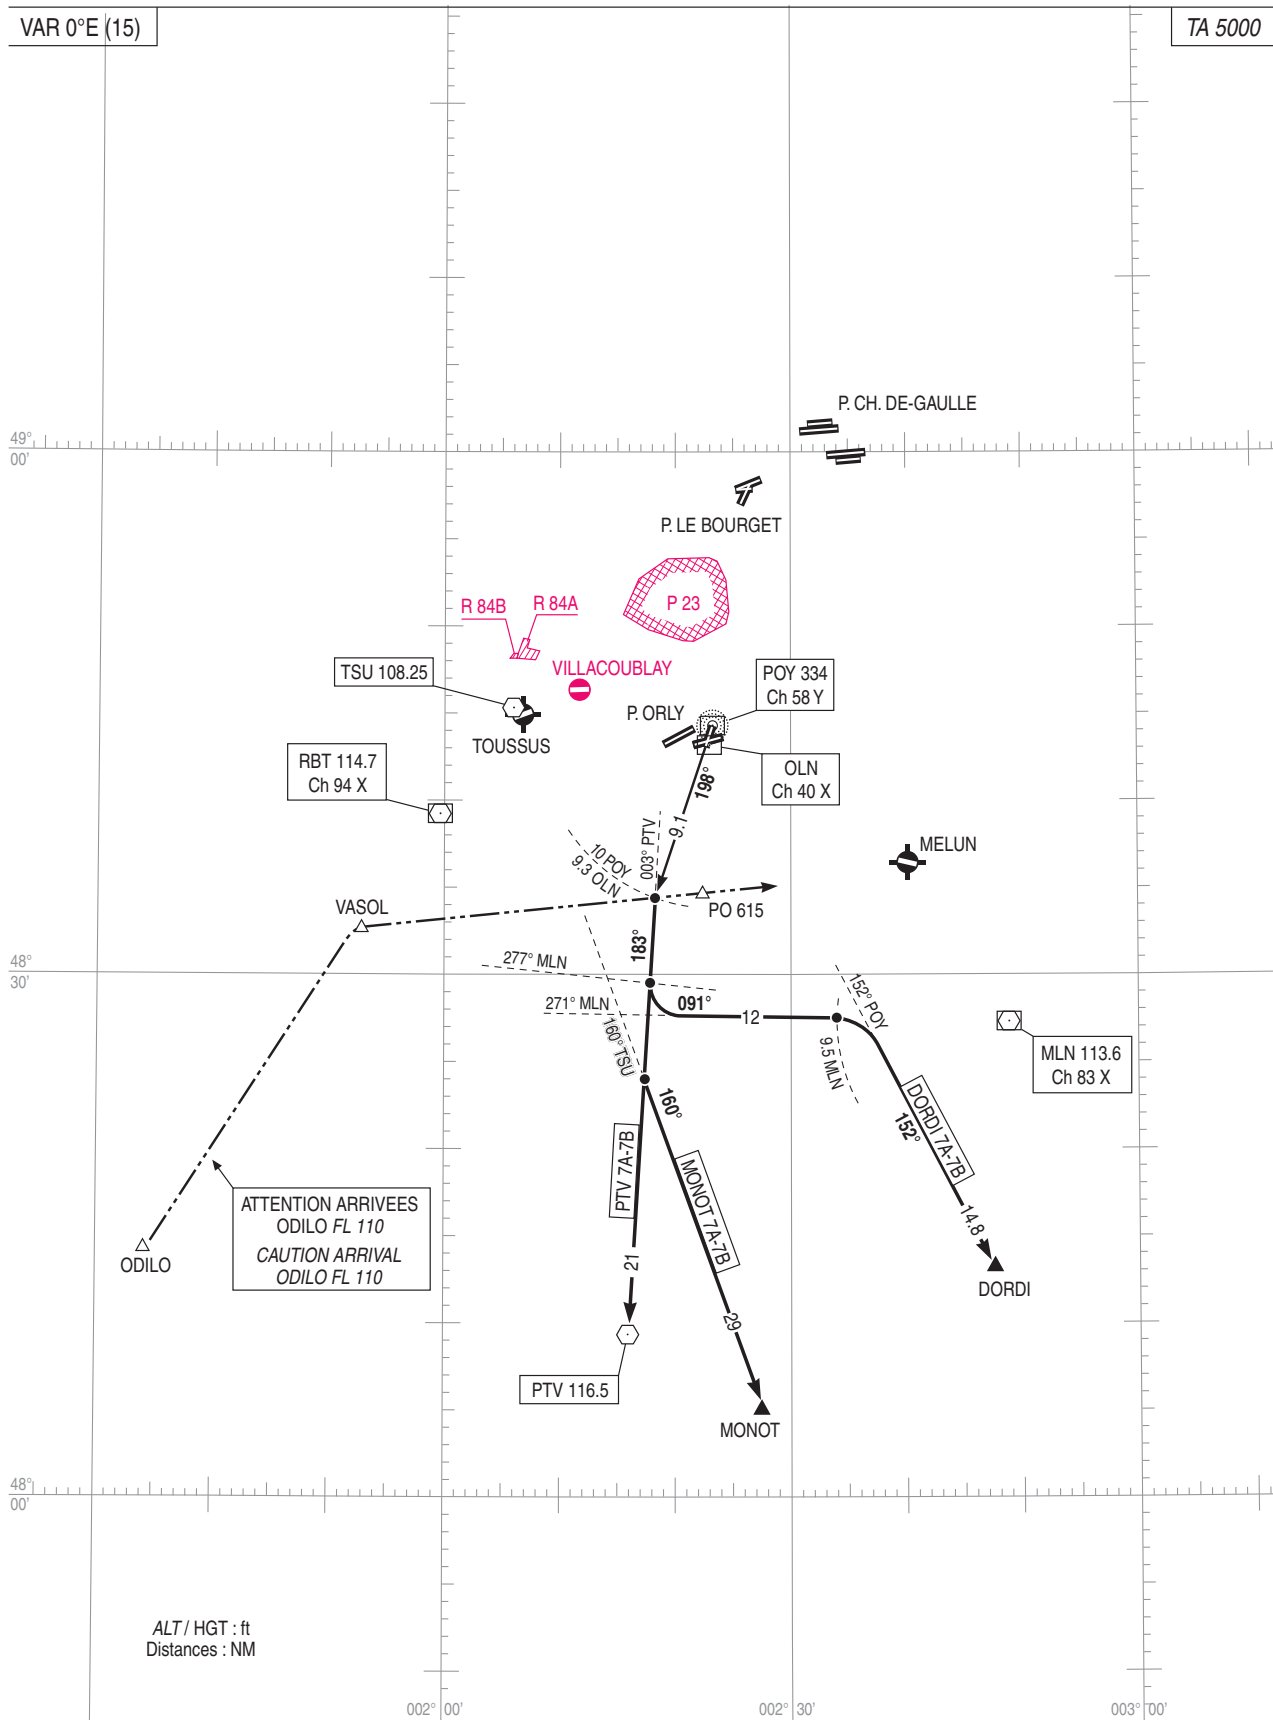 VAR 0°E (15)
TA 5000
P. CH. DE-GAULLE
49°
00'
P. LE BOURGET
R 84B
R 84A
P 23
TSU 108.25
VILLACOUBLAY
POY 334
Ch 58 Y
P. ORLY
TOUSSUS
RBT 114.7
Ch 94 X
OLN
Ch 40 X
198°
9.1
003° PTV
10 POY
9.3 OLN
MELUN
VASOL
PO 615
183°
277° MLN
48°
30'
271° MLN
091°
12
152° POY
160° TSU
9.5 MLN
MLN 113.6
Ch 83 X
160°
152°
DORDI 7A-7B
PTV 7A-7B
MONOT 7A-7B
ATTENTION ARRIVEES
ODILO FL 110
CAUTION ARRIVAL
ODILO FL 110
14.8
ODILO
21
DORDI
29
PTV 116.5
MONOT
48°
00'
ALT / HGT : ft
Distances : NM
002° 00'
002° 30'
003° 00'